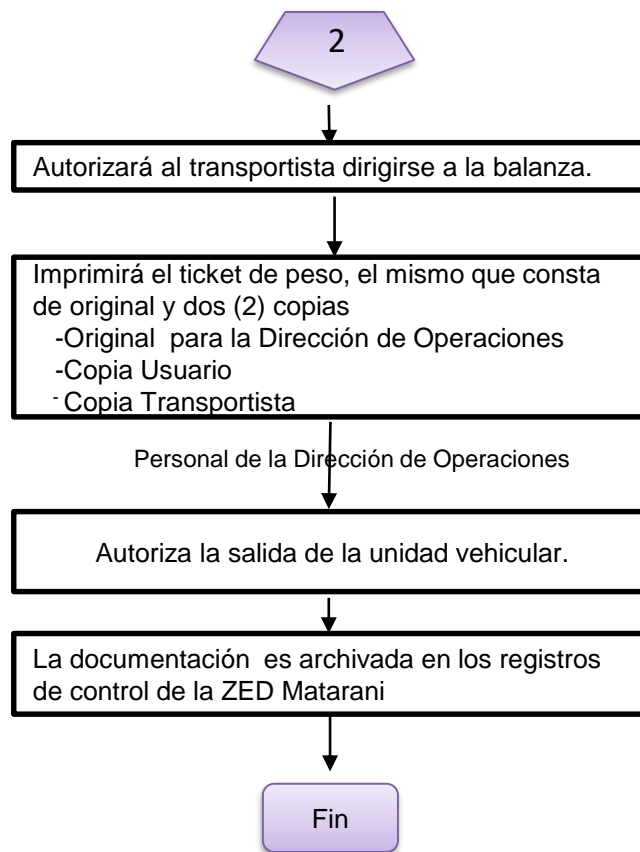 2
Autorizará al transportista dirigirse a la balanza.
Imprimirá el ticket de peso, el mismo que consta
de original y dos (2) copias
-Original  para la Dirección de Operaciones
-Copia Usuario
- Copia Transportista
Personal de la Dirección de Operaciones
Autoriza la salida de la unidad vehicular.
La documentación  es archivada en los registros
de control de la ZED Matarani
Fin